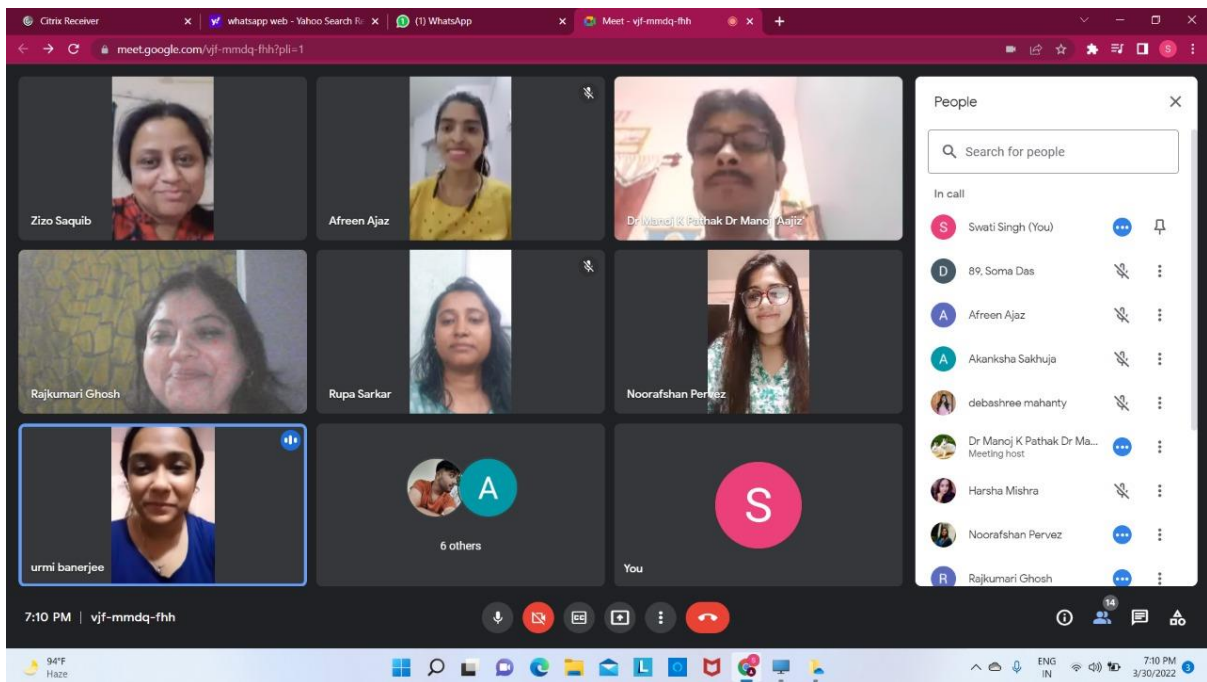 Citrix Receiver
whatsapp web - Yahoo Search Re
(1) WhatsApp
Meet - vjf-mmdq-fhh
meet.google.com/vjf-mmdq-fhh?pli=1
S
Zizo Saquib
Afreen Ajaz
Dr Manoj K Pathak Dr Manoj Aajiz
Rajkumari Ghosh
Rupa Sarkar
Noorafshan Pervez
urmi banerjee
A
6 others
S
You
People
Search for people
In call
S Swati Singh (You)
D 89, Soma Das
A Afreen Ajaz
A Akanksha Sakhuja
debashree mahanty
Dr Manoj K Pathak Dr Ma...
Meeting host
Harsha Mishra
Noorafshan Pervez
R Rajkumari Ghosh
7:10 PM | vjf-mmdq-fhh
CC
14
94°F
Haze
L
ENG
IN
7:10 PM
3/30/2022
3